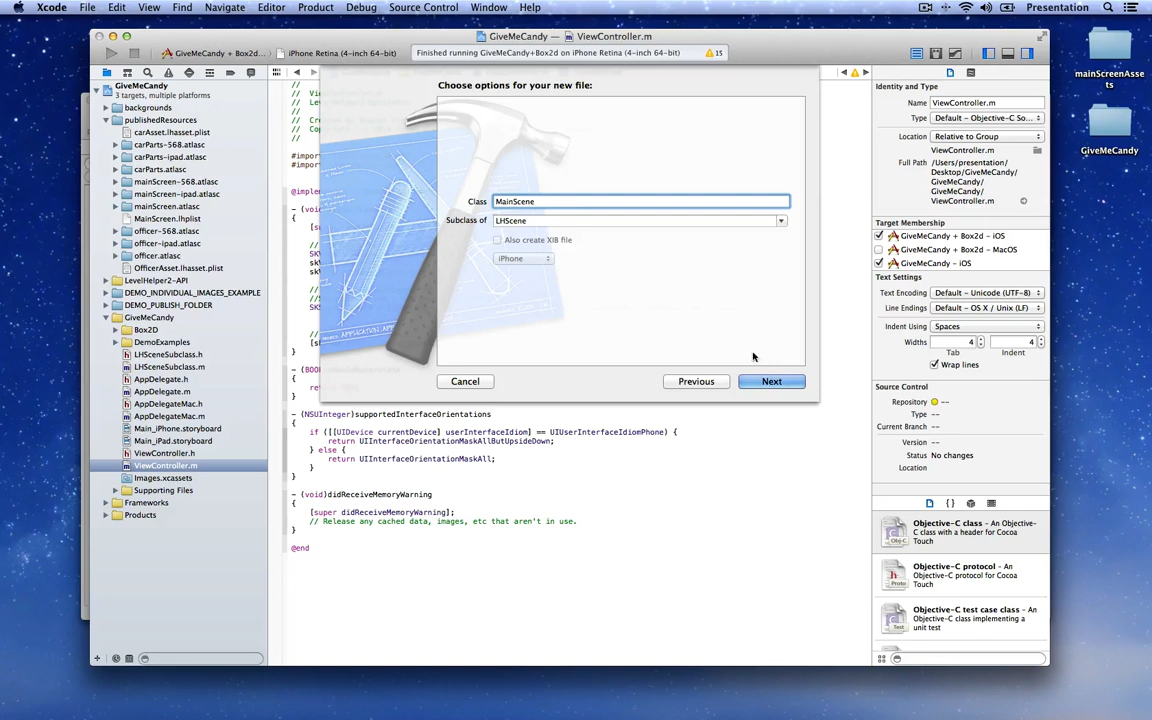 Xcode File Edit View Find Navigate Editor Product Debug Source Control Window Help Presentation
GiveMeCandy — ViewController.m
GiveMeCandy + Box2d... iPhone Retina (4-inch 64-bit) Finished running GiveMeCandy+Box2d on iPhone Retina (4-inch 64-bit) 15
GiveMeCandy
3 targets, multiple platforms
backgrounds
publishedResources
carAsset.lhasset.plist
carParts-568.atlasc
carParts-ipad.atlasc
carParts.atlasc
mainScreen-568.atlasc
mainScreen-ipad.atlasc
mainScreen.atlasc
MainScreen.lhplist
officer-568.atlasc
officer-ipad.atlasc
officer.atlasc
OfficerAsset.lhasset.plist
LevelHelper2-API
DEMO_INDIVIDUAL_IMAGES_EXAMPLE
DEMO_PUBLISH_FOLDER
GiveMeCandy
Box2D
DemoExamples
LHSceneSubclass.h
LHSceneSubclass.m
AppDelegate.h
AppDelegate.m
AppDelegateMac.h
AppDelegateMac.m
Main_iPhone.storyboard
Main_iPad.storyboard
ViewController.h
ViewController.m
Images.xcassets
Supporting Files
Frameworks
Products
Choose options for your new file:
Class MainScene
Subclass of LHScene
Also create XIB file
iPhone
Cancel Previous Next
- (NSUInteger)supportedInterfaceOrientations
{
if ([[UIDevice currentDevice] userInterfaceIdiom] == UIUserInterfaceIdiomPhone) {
return UIInterfaceOrientationMaskAllButUpsideDown;
} else {
return UIInterfaceOrientationMaskAll;
}
}
- (void)didReceiveMemoryWarning
{
[super didReceiveMemoryWarning];
// Release any cached data, images, etc that aren't in use.
}
@end
Identity and Type
Name ViewController.m
Type Default - Objective-C So...
Location Relative to Group
ViewController.m
Full Path /Users/presentation/
Desktop/GiveMeCandy/
GiveMeCandy/
GiveMeCandy/
ViewController.m
Target Membership
GiveMeCandy + Box2d - iOS
GiveMeCandy + Box2d - MacOS
GiveMeCandy - iOS
Text Settings
Text Encoding Default - Unicode (UTF-8)
Line Endings Default - OS X / Unix (LF)
Indent Using Spaces
Widths 4 4
Tab Indent
Wrap lines
Source Control
Repository --
Type --
Current Branch --
Version --
Status No changes
Location
Objective-C class - An Objective-
C class with a header for Cocoa
Touch
Objective-C protocol - An
Objective-C protocol for Cocoa
Touch
Objective-C test case class - An
Objective-C class implementing a
unit test
mainScreenAsse
ts
GiveMeCandy